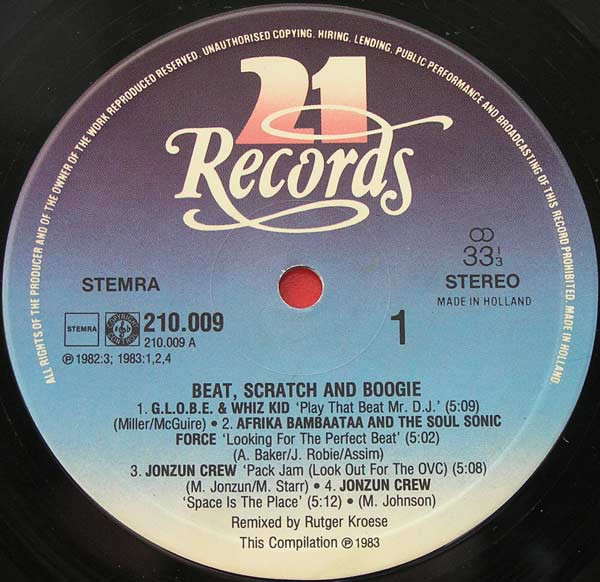 ALL RIGHTS OF THE PRODUCER AND OF THE OWNER OF THE WORK REPRODUCED RESERVED. UNAUTHORISED COPYING, HIRING, LENDING, PUBLIC PERFORMANCE AND BROADCASTING OF THIS RECORD PROHIBITED. MADE IN HOLLAND.
21
Records
STEMRA
33 1/3
STEREO
MADE IN HOLLAND
STEMRA
210.009
210.009 A
℗ 1982:3; 1983:1,2,4
1
BEAT, SCRATCH AND BOOGIE
1. G.L.O.B.E. & WHIZ KID ‘Play That Beat Mr. D.J.’ (5:09)
(Miller/McGuire) • 2. AFRIKA BAMBAATAA AND THE SOUL SONIC
FORCE ‘Looking For The Perfect Beat’ (5:02)
(A. Baker/J. Robie/Assim)
3. JONZUN CREW ‘Pack Jam (Look Out For The OVC) (5:08)
(M. Jonzun/M. Starr) • 4. JONZUN CREW
‘Space Is The Place’ (5:12) • (M. Johnson)
Remixed by Rutger Kroese
This Compilation ℗ 1983